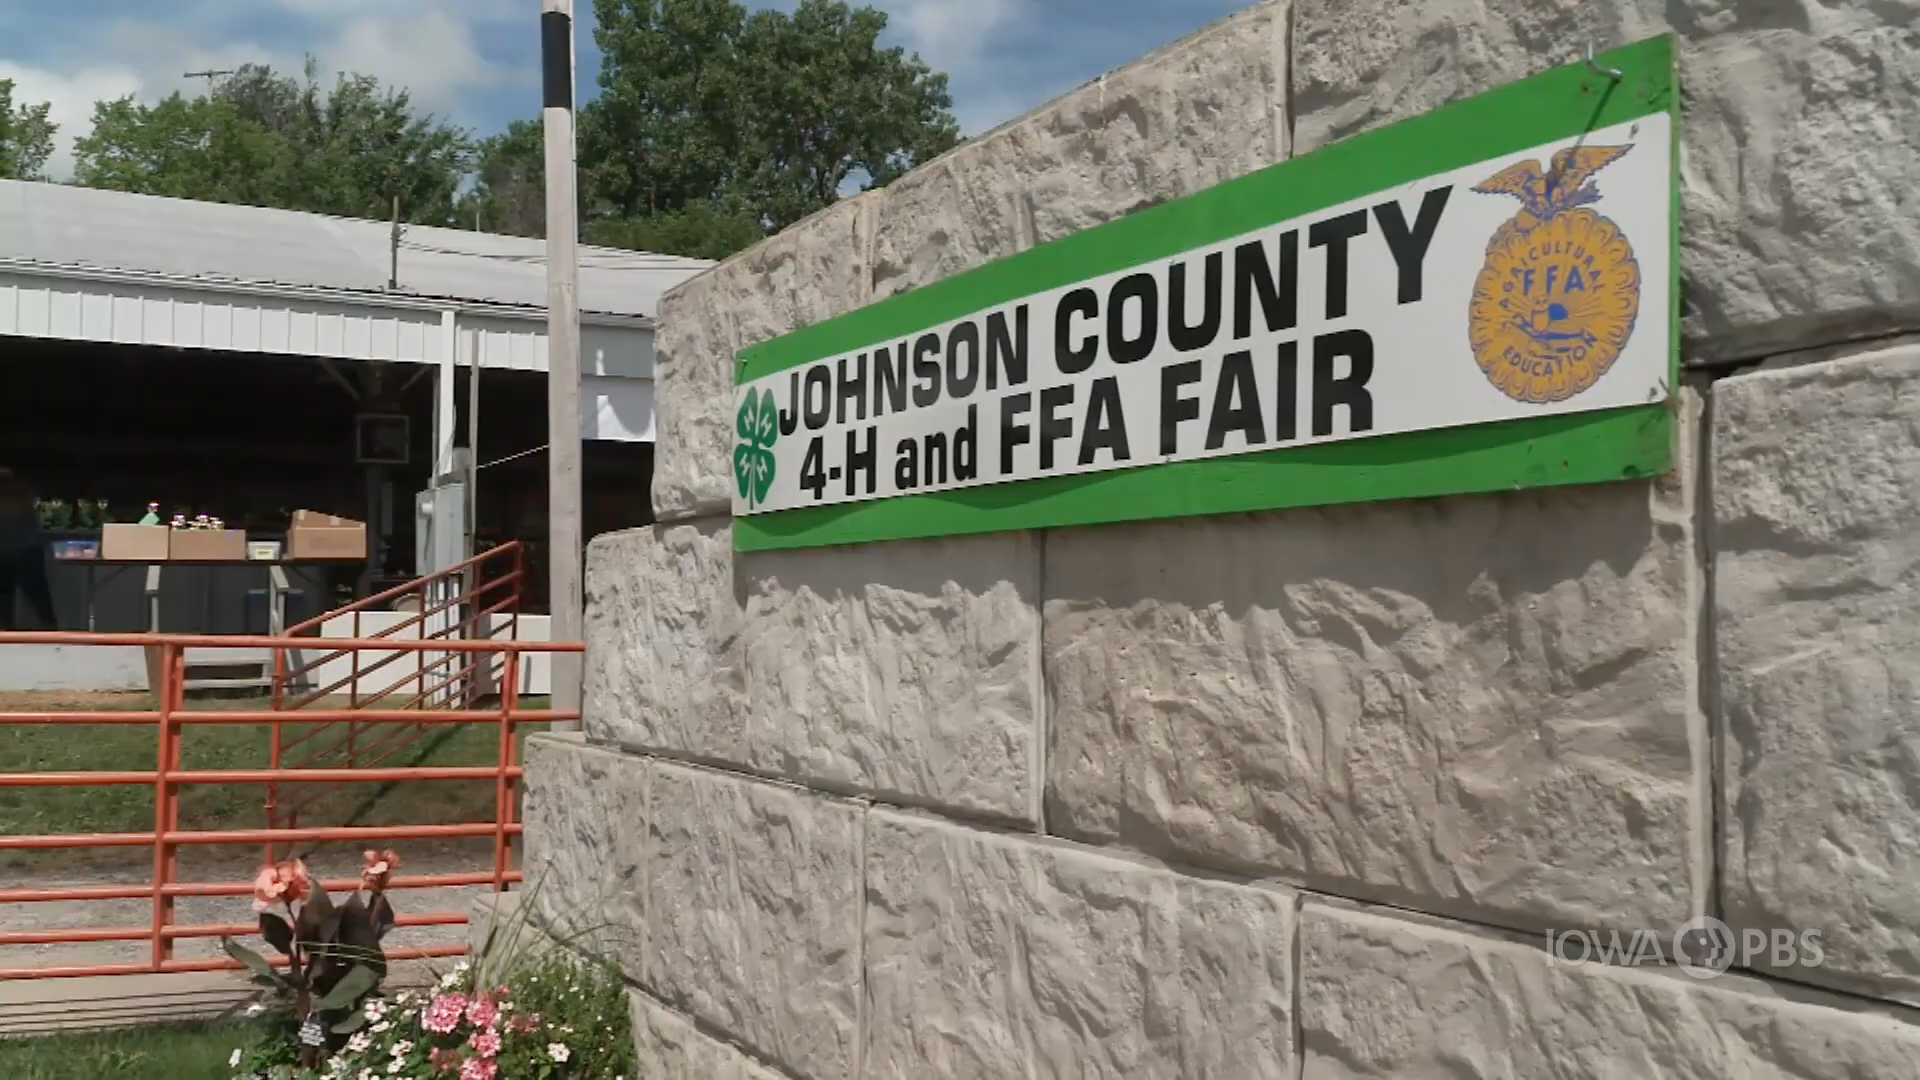 JOHNSON COUNTY
4-H and FFA FAIR
H H
H H
AGRICULTURAL
FFA
EDUCATION
IOWA PBS